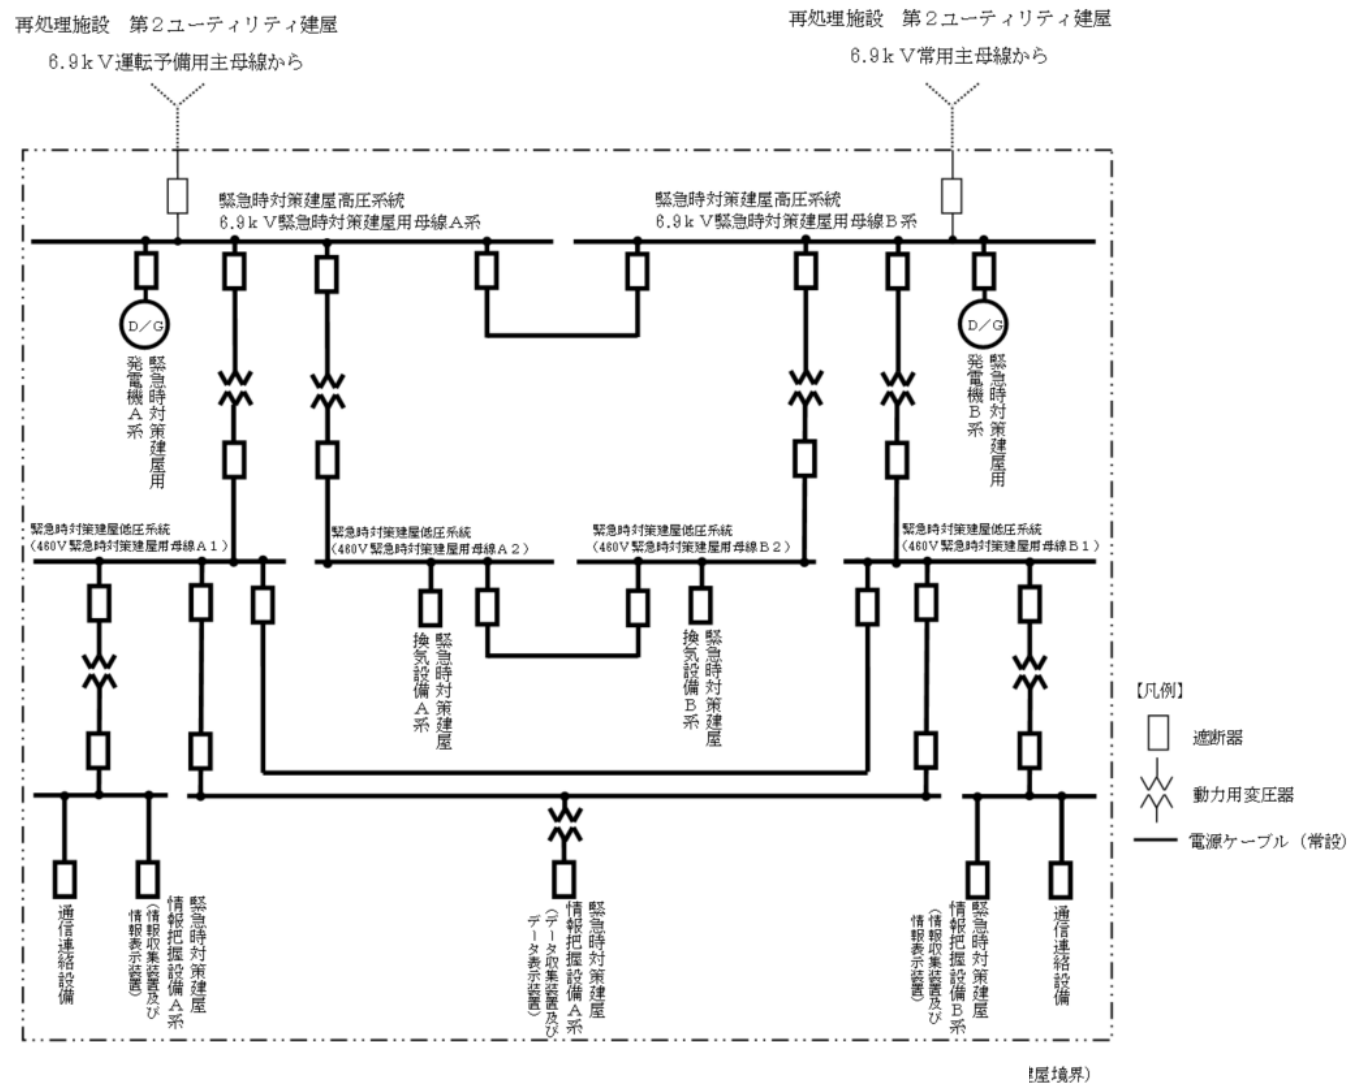 再処理施設　第2ユーティリティ建屋
6.9kV運転予備用主母線から
再処理施設　第2ユーティリティ建屋
6.9kV常用主母線から
緊急時対策建屋高圧系統
6.9kV緊急時対策建屋用母線A系
緊急時対策建屋高圧系統
6.9kV緊急時対策建屋用母線B系
D/G
緊急時対策建屋用
発電機A系
D/G
緊急時対策建屋用
発電機B系
緊急時対策建屋低圧系統
（460V緊急時対策建屋用母線A1）
緊急時対策建屋低圧系統
（460V緊急時対策建屋用母線A2）
緊急時対策建屋低圧系統
（460V緊急時対策建屋用母線B2）
緊急時対策建屋低圧系統
（460V緊急時対策建屋用母線B1）
緊急時対策建屋
換気設備A系
緊急時対策建屋
換気設備B系
【凡例】
遮断器
動力用変圧器
電源ケーブル（常設）
通信連絡設備
緊急時対策建屋
情報把握設備A系
（情報収集装置及び
情報表示装置）
緊急時対策建屋
情報把握設備A系
（データ収集装置及び
データ表示装置）
緊急時対策建屋
情報把握設備B系
（情報収集装置及び
情報表示装置）
通信連絡設備
屋境界）